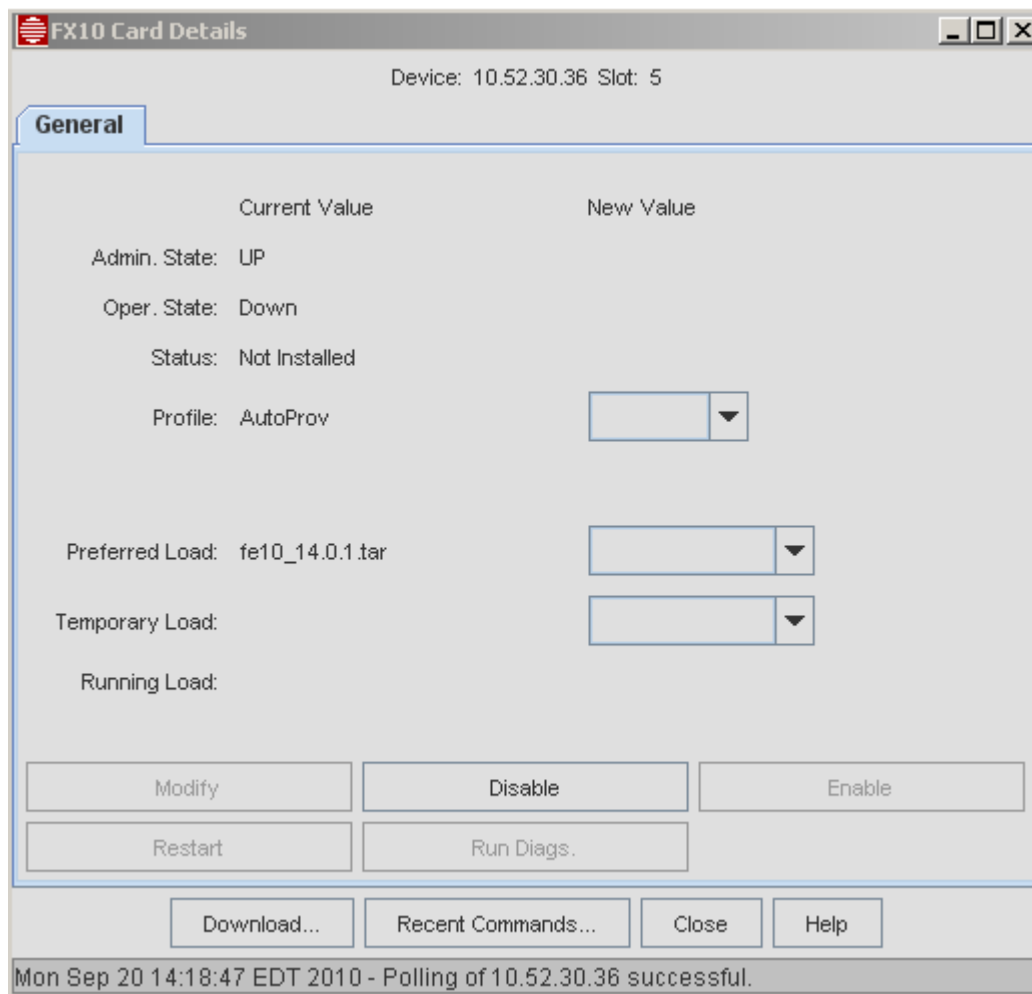 FX10 Card Details
Device: 10.52.30.36 Slot: 5
General
Current Value New Value
Admin. State: UP
Oper. State: Down
Status: Not Installed
Profile: AutoProv
Preferred Load: fe10_14.0.1.tar
Temporary Load:
Running Load:
Modify Disable Enable
Restart Run Diags.
Download... Recent Commands... Close Help
Mon Sep 20 14:18:47 EDT 2010 - Polling of 10.52.30.36 successful.